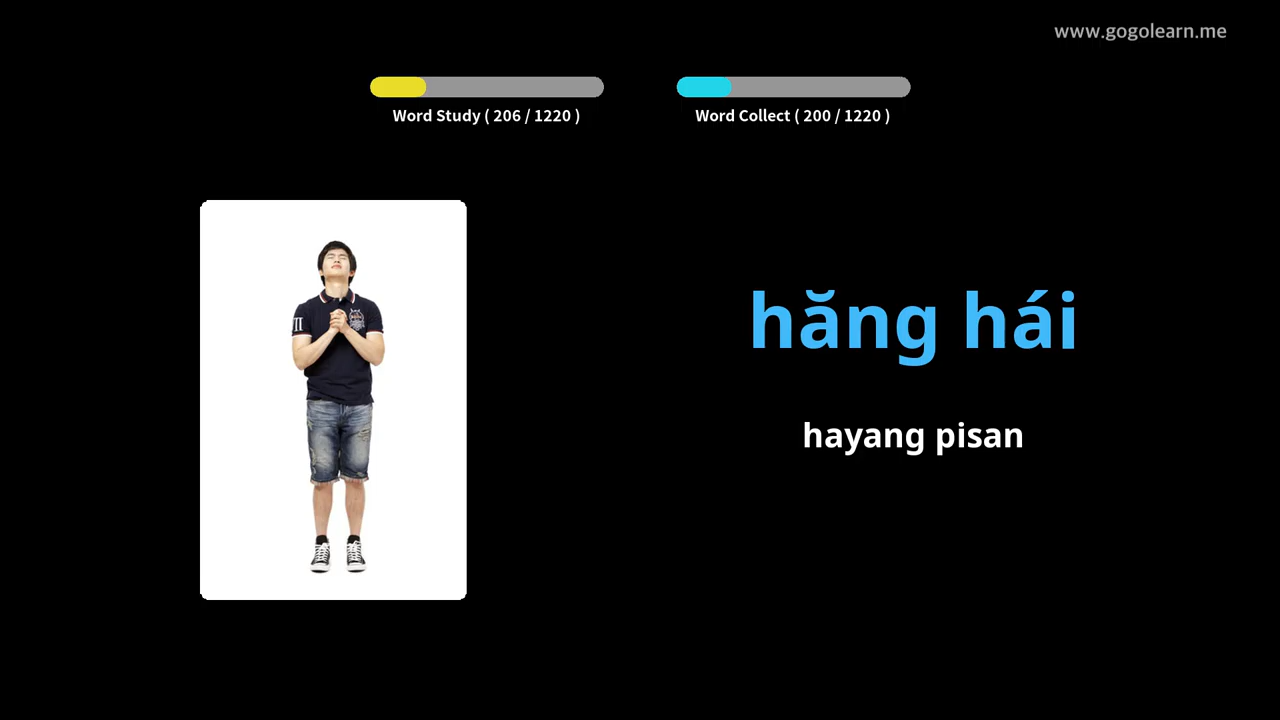 www.gogolearn.me
Word Study ( 206 / 1220 )
Word Collect ( 200 / 1220 )
hăng hái
hayang pisan